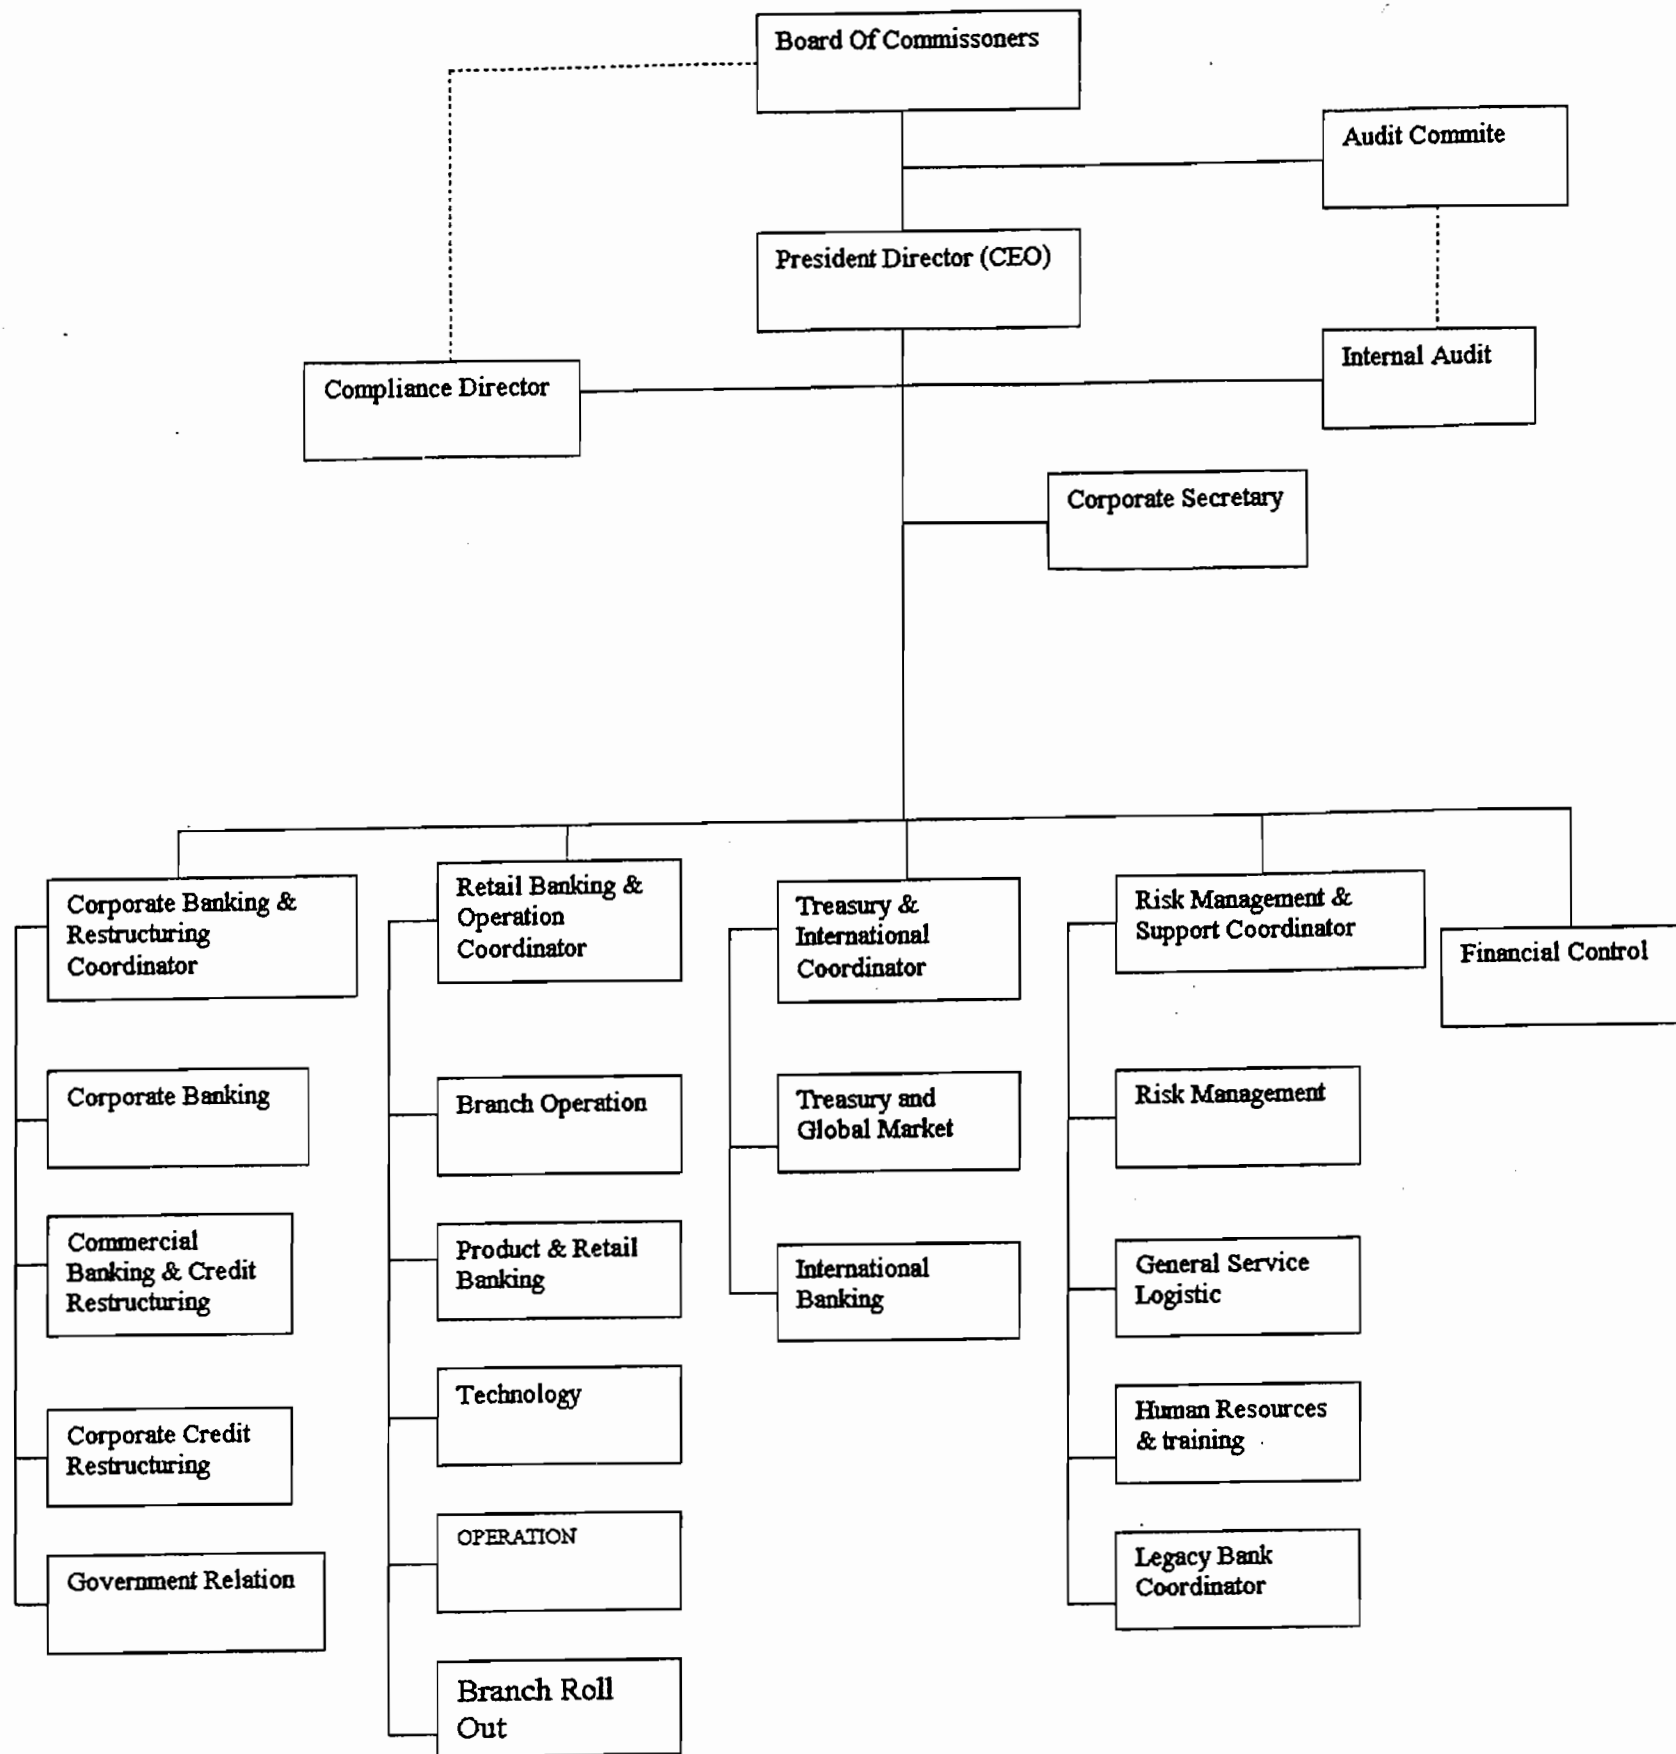 Board Of Commissoners
Audit Commite
President Director (CEO)
Internal Audit
Compliance Director
Corporate Secretary
Corporate Banking &
Restructuring
Coordinator
Retail Banking &
Operation
Coordinator
Treasury &
International
Coordinator
Risk Management &
Support Coordinator
Financial Control
Corporate Banking
Commercial
Banking & Credit
Restructuring
Corporate Credit
Restructuring
Government Relation
Branch Operation
Product & Retail
Banking
Technology
OPERATION
Branch Roll
Out
Treasury and
Global Market
International
Banking
Risk Management
General Service
Logistic
Human Resources
& training
Legacy Bank
Coordinator